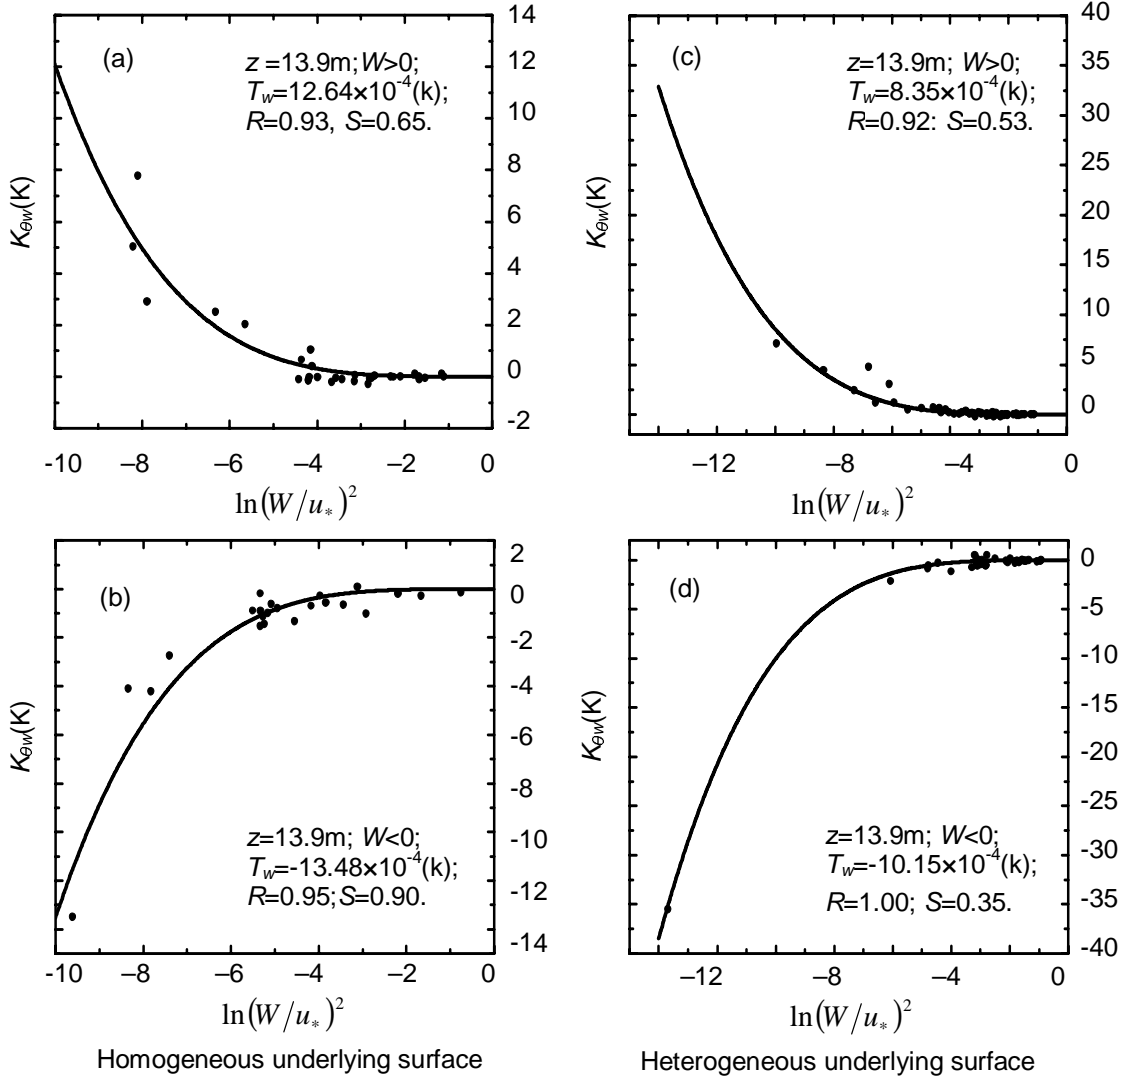 (a)
z =13.9m;W>0;
T_w=12.64×10^-4(k);
R=0.93, S=0.65.
K_θw(K)
14
12
10
8
6
4
2
0
-2
-10 –8 –6 –4 –2 0
ln(W/u_*)^2
(c)
z=13.9m; W>0;
T_w=8.35×10^-4(k);
R=0.92: S=0.53.
K_θw(K)
40
35
30
25
20
15
10
5
0
–12 –8 –4 0
ln(W/u_*)^2
(b)
z=13.9m; W<0;
T_w=-13.48×10^-4(k);
R=0.95;S=0.90.
K_θw(K)
2
0
-2
-4
-6
-8
-10
-12
-14
-10 –8 –6 –4 –2 0
ln(W/u_*)^2
Homogeneous underlying surface
(d)
z=13.9m; W<0;
T_w=-10.15×10^-4(k);
R=1.00; S=0.35.
K_θw(K)
0
-5
-10
-15
-20
-25
-30
-35
-40
–12 –8 –4 0
ln(W/u_*)^2
Heterogeneous underlying surface